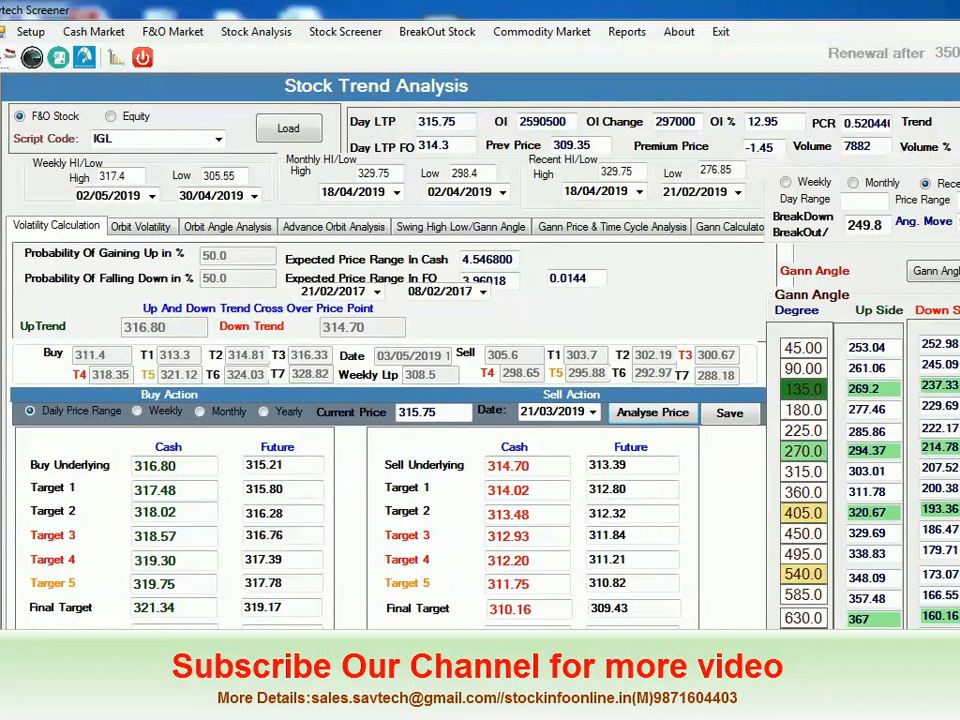 vtech Screener
Setup Cash Market F&O Market Stock Analysis Stock Screener BreakOut Stock Commodity Market Reports About Exit
Renewal after 350
Stock Trend Analysis
F&O Stock Equity
Script Code: IGL Load
Day LTP 315.75 OI 2590500 OI Change 297000 OI % 12.95 PCR 0.520446 Trend
Day LTP FO 314.3 Prev Price 309.35 Premium Price -1.45 Volume 7882 Volume %
Weekly HI/Low Monthly HI/Low Recent HI/Low
High 317.4 Low 305.55 High 329.75 Low 298.4 High 329.75 Low 276.85
02/05/2019 30/04/2019 18/04/2019 02/04/2019 18/04/2019 21/02/2019
Weekly Monthly Rece
Day Range Price Range
BreakDown
BreakOut/ 249.8 Ang. Move
Volatility Calculation Orbit Volatility Orbit Angle Analysis Advance Orbit Analysis Swing High Low/Gann Angle Gann Price & Time Cycle Analysis Gann Calculato
Probability Of Gaining Up in % 50.0 Expected Price Range In Cash 4.546800
Probability Of Falling Down in % 50.0 Expected Price Range In FO 3.96018 0.0144
21/02/2017 08/02/2017
Up And Down Trend Cross Over Price Point
UpTrend 316.80 Down Trend 314.70
Buy 311.4 T1 313.3 T2 314.81 T3 316.33 Date 03/05/2019 1 Sell 305.6 T1 303.7 T2 302.19 T3 300.67
T4 318.35 T5 321.12 T6 324.03 T7 328.82 Weekly Ltp 308.5 T4 298.65 T5 295.88 T6 292.97 T7 288.18
Buy Action Sell Action
Daily Price Range Weekly Monthly Yearly Current Price 315.75 Date: 21/03/2019 Analyse Price Save
Cash Future Cash Future
Buy Underlying 316.80 315.21 Sell Underlying 314.70 313.39
Target 1 317.48 315.80 Target 1 314.02 312.80
Target 2 318.02 316.28 Target 2 313.48 312.32
Target 3 318.57 316.76 Target 3 312.93 311.84
Target 4 319.30 317.39 Target 4 312.20 311.21
Targer 5 319.75 317.78 Target 5 311.75 310.82
Final Target 321.34 319.17 Final Target 310.16 309.43
Gann Angle Gann Angl
Gann Angle
Degree Up Side Down S
45.00 253.04 252.98
90.00 261.06 245.09
135.0 269.2 237.33
180.0 277.46 229.69
225.0 285.86 222.17
270.0 294.37 214.78
315.0 303.01 207.52
360.0 311.78 200.38
405.0 320.67 193.36
450.0 329.69 186.47
495.0 338.83 179.71
540.0 348.09 173.07
585.0 357.48 166.55
630.0 367 160.16
Subscribe Our Channel for more video
More Details:sales.savtech@gmail.com//stockinfoonline.in(M)9871604403